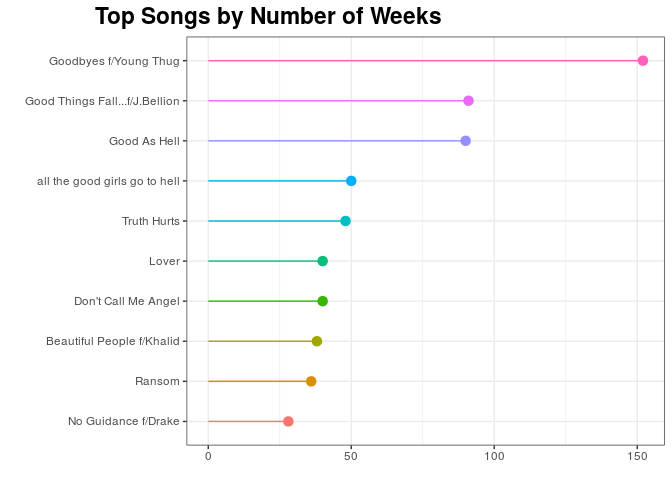 Top Songs by Number of Weeks
Goodbyes f/Young Thug
Good Things Fall...f/J.Bellion
Good As Hell
all the good girls go to hell
Truth Hurts
Lover
Don't Call Me Angel
Beautiful People f/Khalid
Ransom
No Guidance f/Drake
0 50 100 150